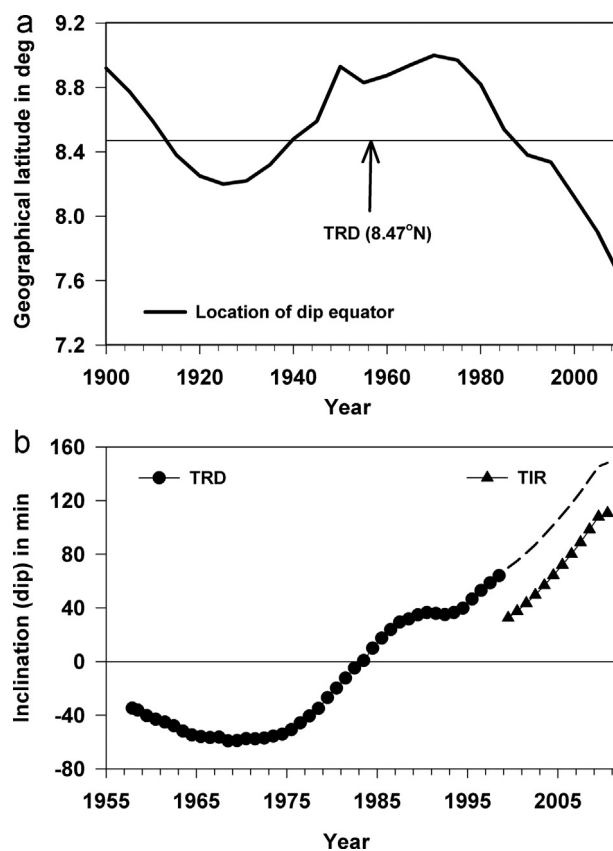 a
9.2
8.8
8.4
8.0
7.6
7.2
Geographical latitude in deg
TRD (8.47°N)
Location of dip equator
1900 1920 1940 1960 1980 2000
Year
b
160
120
80
40
0
-40
-80
Inclination (dip) in min
TRD TIR
1955 1965 1975 1985 1995 2005
Year